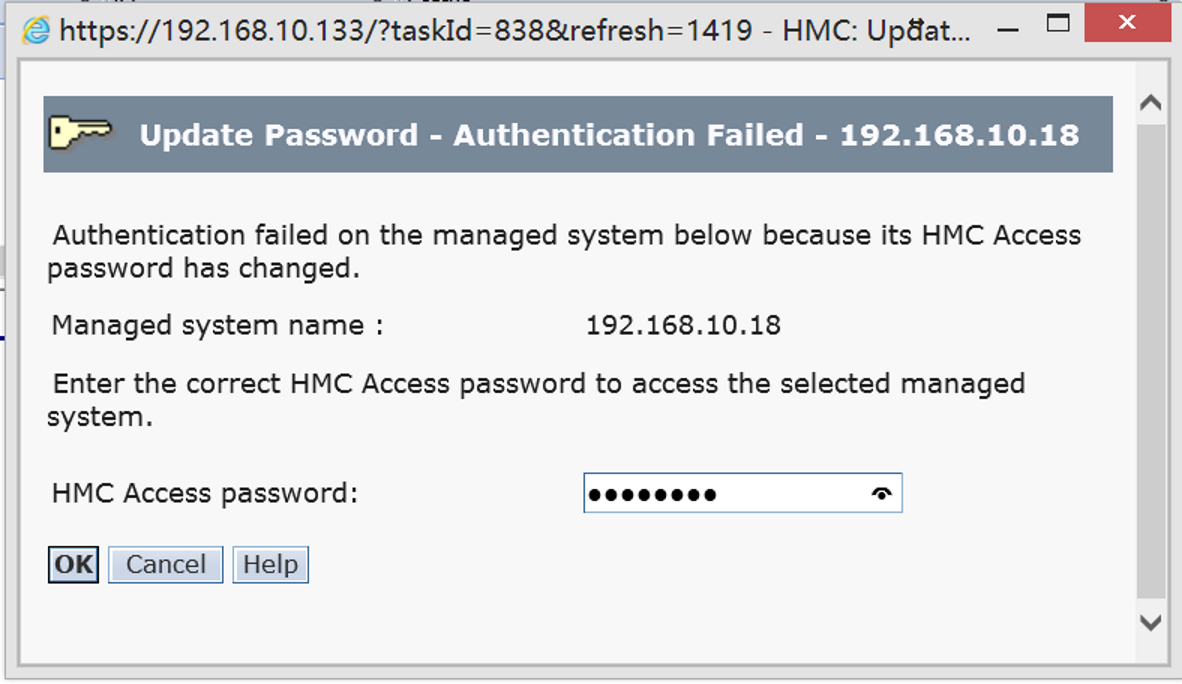 https://192.168.10.133/?taskId=838&refresh=1419 - HMC: Updat...
Update Password - Authentication Failed - 192.168.10.18
Authentication failed on the managed system below because its HMC Access
password has changed.
Managed system name : 192.168.10.18
Enter the correct HMC Access password to access the selected managed
system.
HMC Access password: ••••••••
OK Cancel Help